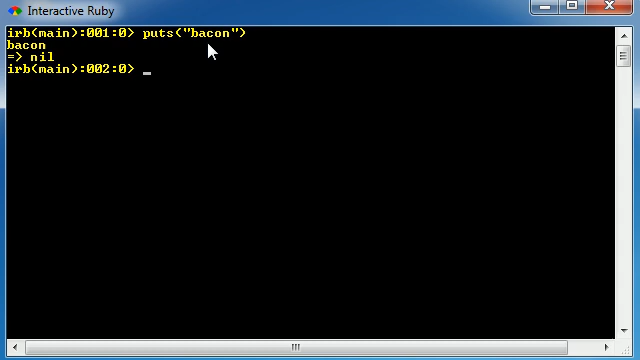 Interactive Ruby
irb(main):001:0> puts("bacon")
bacon
=> nil
irb(main):002:0> _